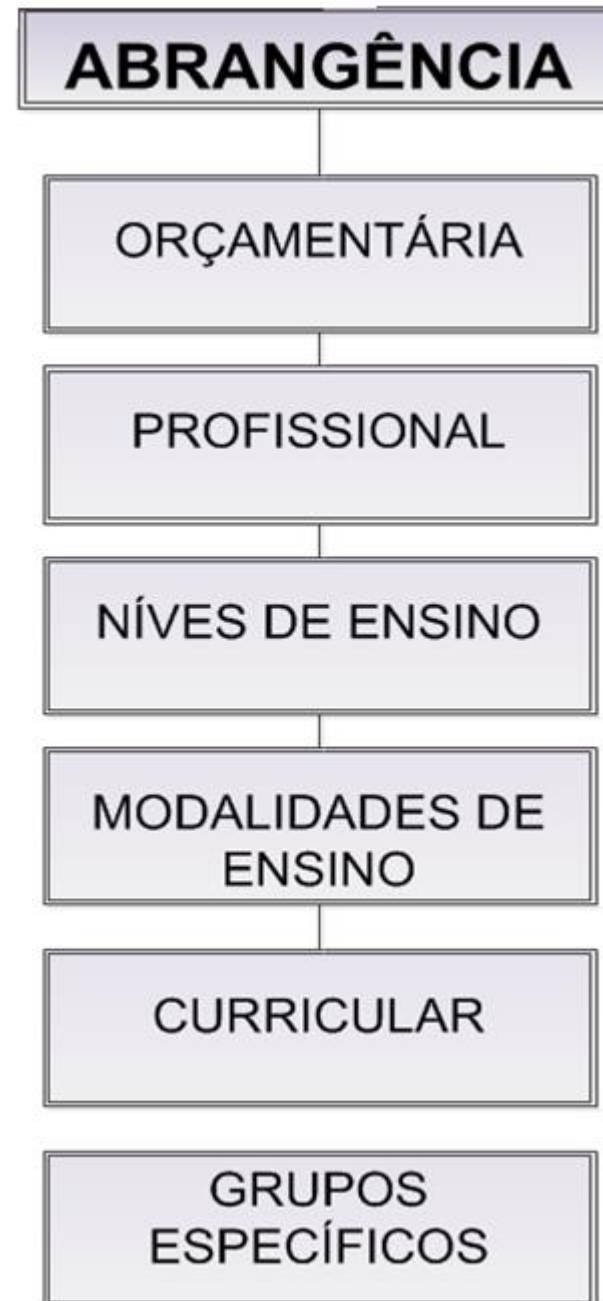 ABRANGÊNCIA
ORÇAMENTÁRIA
PROFISSIONAL
NÍVES DE ENSINO
MODALIDADES DE
ENSINO
CURRICULAR
GRUPOS
ESPECÍFICOS